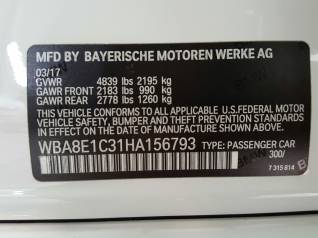 MFD BY BAYERISCHE MOTOREN WERKE AG
03/17
GVWR 4839 lbs 2195 kg
GAWR FRONT 2183 lbs 990 kg
GAWR REAR 2778 lbs 1260 kg
THIS VEHICLE CONFORMS TO ALL APPLICABLE
U.S.FEDERAL MOTOR VEHICLE
SAFETY, BUMPER AND THEFT PREVENTION
STANDARDS IN EFFECT ON THE DATE OF
MANUFACTURE SHOWN ABOVE.
WBA8E1C31HA156793 TYPE: PASSENGER CAR
300/
7 315 814 B